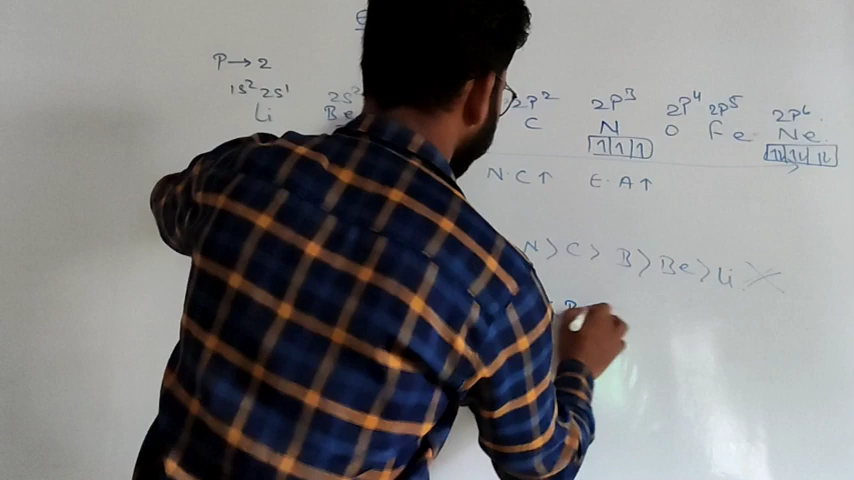 P→2
1s² 2s¹ 2s² 2p² 2p³ 2p⁴ 2p⁵ 2p⁶
Li Be C N O Fe Ne
N.C↑ E.A↑
N > C > B > Be > Li